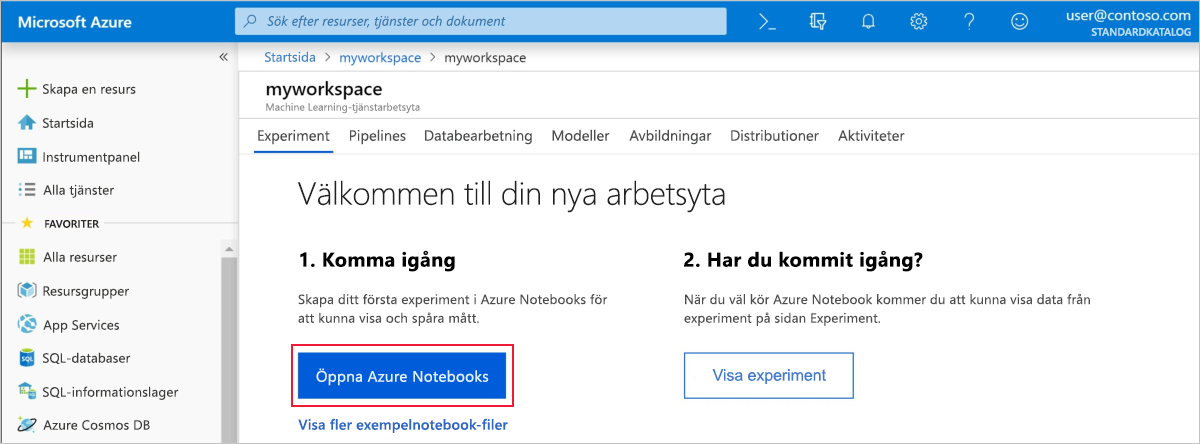 Microsoft Azure
Sök efter resurser, tjänster och dokument
user@contoso.com
STANDARDKATALOG
Skapa en resurs
Startsida
Instrumentpanel
Alla tjänster
FAVORITER
Alla resurser
Resursgrupper
App Services
SQL-databaser
SQL-informationslager
Azure Cosmos DB
Startsida > myworkspace > myworkspace
myworkspace
Machine Learning-tjänstarbetsyta
Experiment Pipelines Databearbetning Modeller Avbildningar Distributioner Aktiviteter
Välkommen till din nya arbetsyta
1. Komma igång
Skapa ditt första experiment i Azure Notebooks för
att kunna visa och spåra mått.
Öppna Azure Notebooks
Visa fler exempelnotebook-filer
2. Har du kommit igång?
När du väl kör Azure Notebook kommer du att kunna visa data från
experiment på sidan Experiment.
Visa experiment